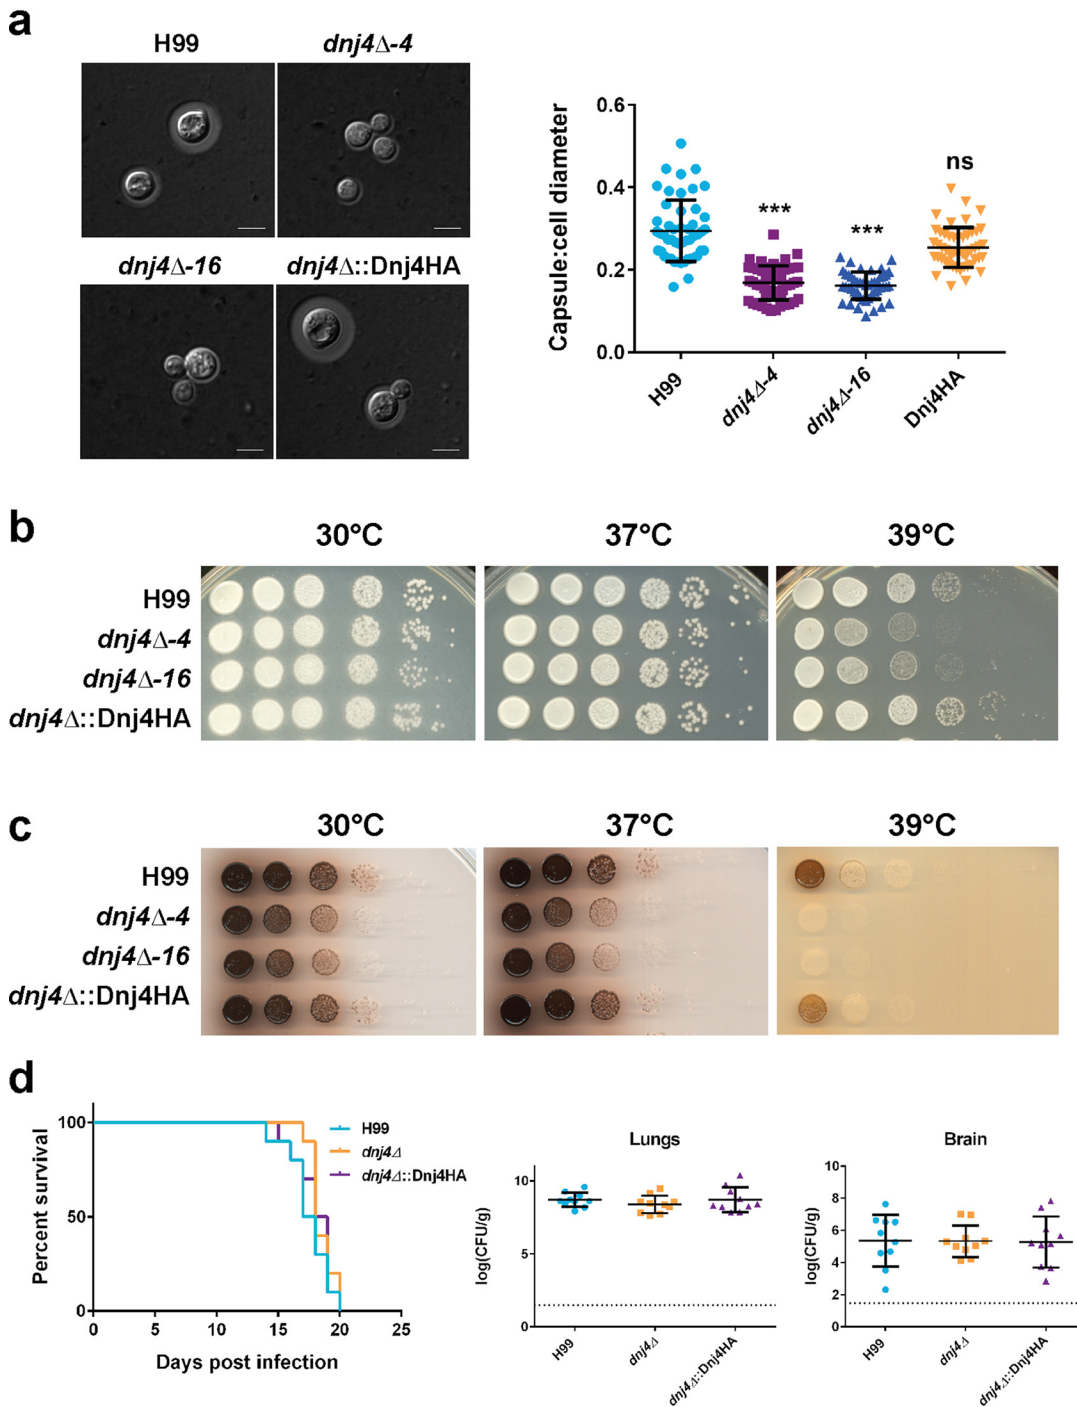 a
H99
dnj4Δ-4
dnj4Δ-16
dnj4Δ::Dnj4HA
Capsule:cell diameter
0.6
0.4
0.2
0.0
***
***
ns
H99
dnj4Δ-4
dnj4Δ-16
Dnj4HA
b
30°C
37°C
39°C
H99
dnj4Δ-4
dnj4Δ-16
dnj4Δ::Dnj4HA
c
30°C
37°C
39°C
H99
dnj4Δ-4
dnj4Δ-16
dnj4Δ::Dnj4HA
d
Percent survival
100
50
0
0 5 10 15 20 25
Days post infection
H99
dnj4Δ
dnj4Δ::Dnj4HA
Lungs
log(CFU/g)
10
5
0
H99
dnj4Δ
dnj4Δ::Dnj4HA
Brain
log(CFU/g)
10
8
6
4
2
0
H99
dnj4Δ
dnj4Δ::Dnj4HA